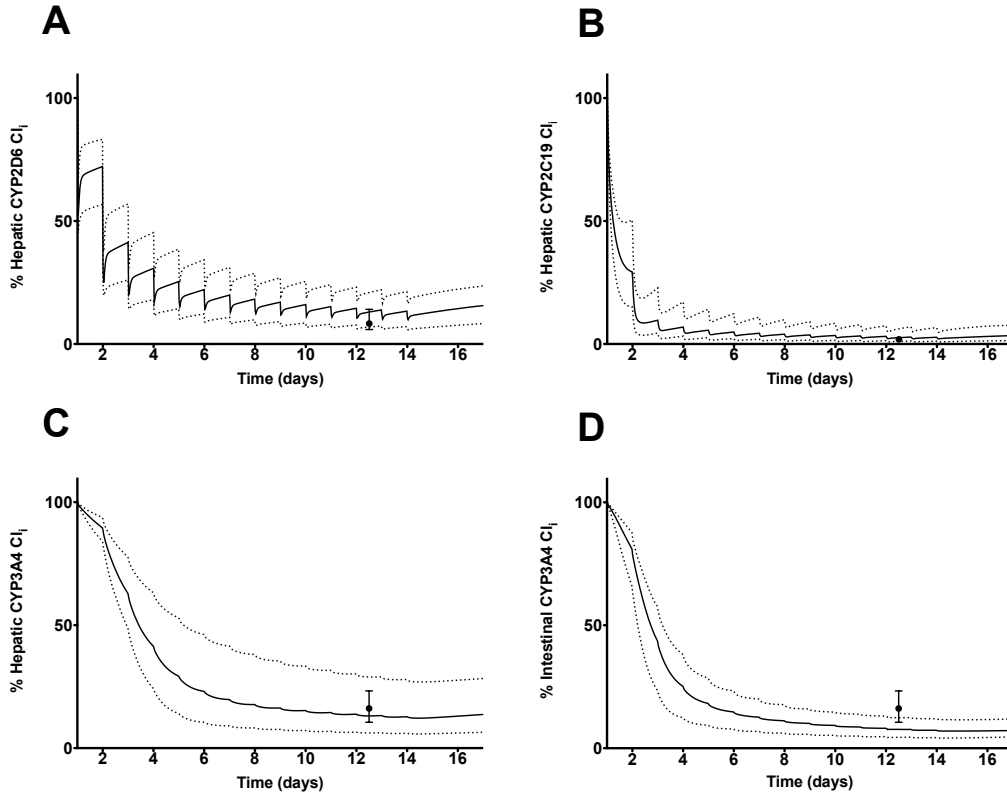 A
% Hepatic CYP2D6 Cli
100
50
0
2 4 6 8 10 12 14 16
Time (days)
B
% Hepatic CYP2C19 Cli
100
50
0
2 4 6 8 10 12 14 16
Time (days)
C
% Hepatic CYP3A4 Cli
100
50
0
2 4 6 8 10 12 14 16
Time (days)
D
% Intestinal CYP3A4 Cli
100
50
0
2 4 6 8 10 12 14 16
Time (days)